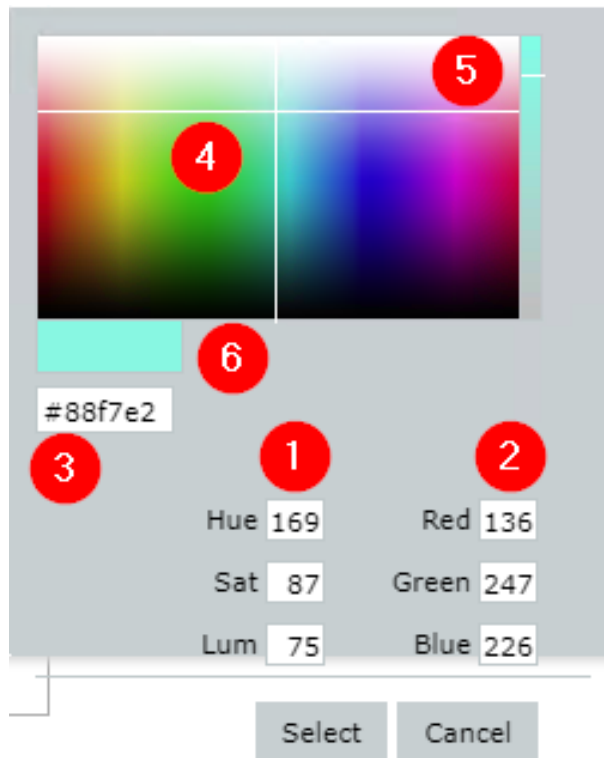 5
4
6
#88f7e2
3
1 2
Hue 169 Red 136
Sat 87 Green 247
Lum 75 Blue 226
Select Cancel